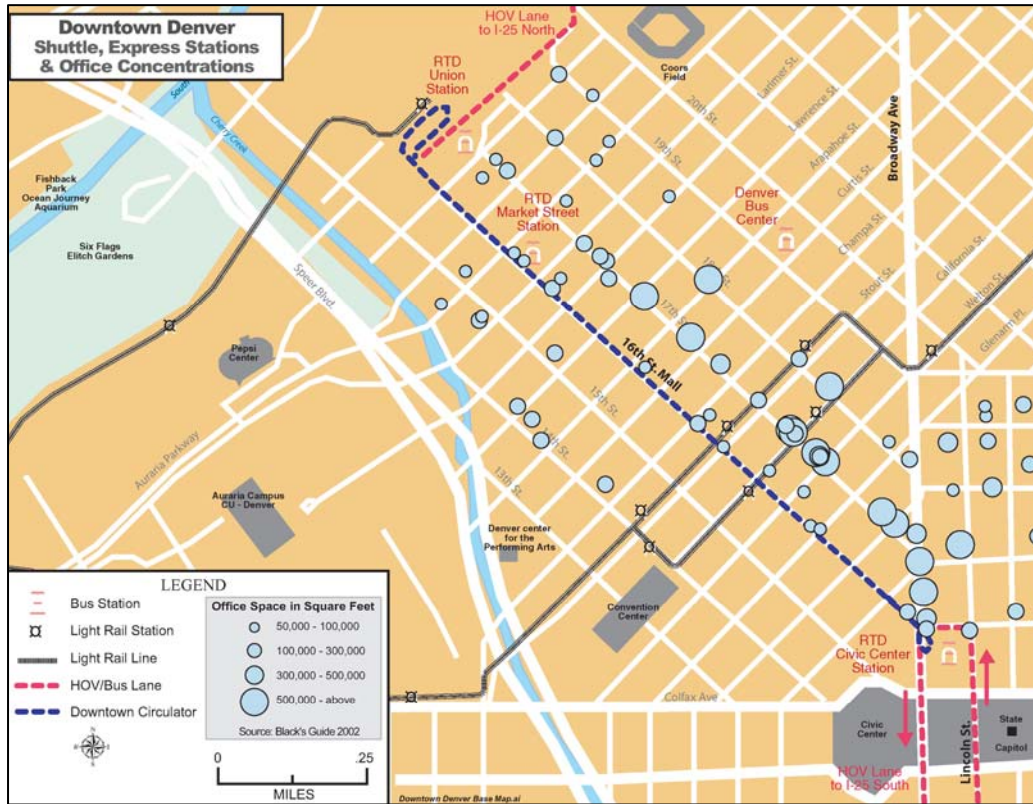 Downtown Denver
Shuttle, Express Stations
& Office Concentrations
HOV Lane
to I-25 North
Coors
Field
RTD
Union
Station
South
Cherry Creek
Larimer St.
Lawrence St.
Arapahoe St.
Curtis St.
Champa St.
Stout St.
California St.
Welton St.
Glenarm Pl.
20th St.
19th St.
18th St.
17th St.
16th St. Mall
15th St.
14th St.
13th St.
Broadway Ave
Fishback
Park
Ocean Journey
Aquarium
Six Flags
Elitch Gardens
RTD
Market Street
Station
Denver
Bus
Center
Speer Blvd.
Pepsi
Center
Auraria Parkway
Auraria Campus
CU - Denver
Denver center
for the
Performing Arts
Convention
Center
RTD
Civic Center
Station
Colfax Ave
Civic
Center
Lincoln St.
State
Capitol
HOV Lane
to I-25 South
LEGEND
Bus Station
Light Rail Station
Light Rail Line
HOV/Bus Lane
Downtown Circulator
Office Space in Square Feet
50,000 - 100,000
100,000 - 300,000
300,000 - 500,000
500,000 - above
Source: Black's Guide 2002
N
0 .25
MILES
Downtown Denver Base Map.ai